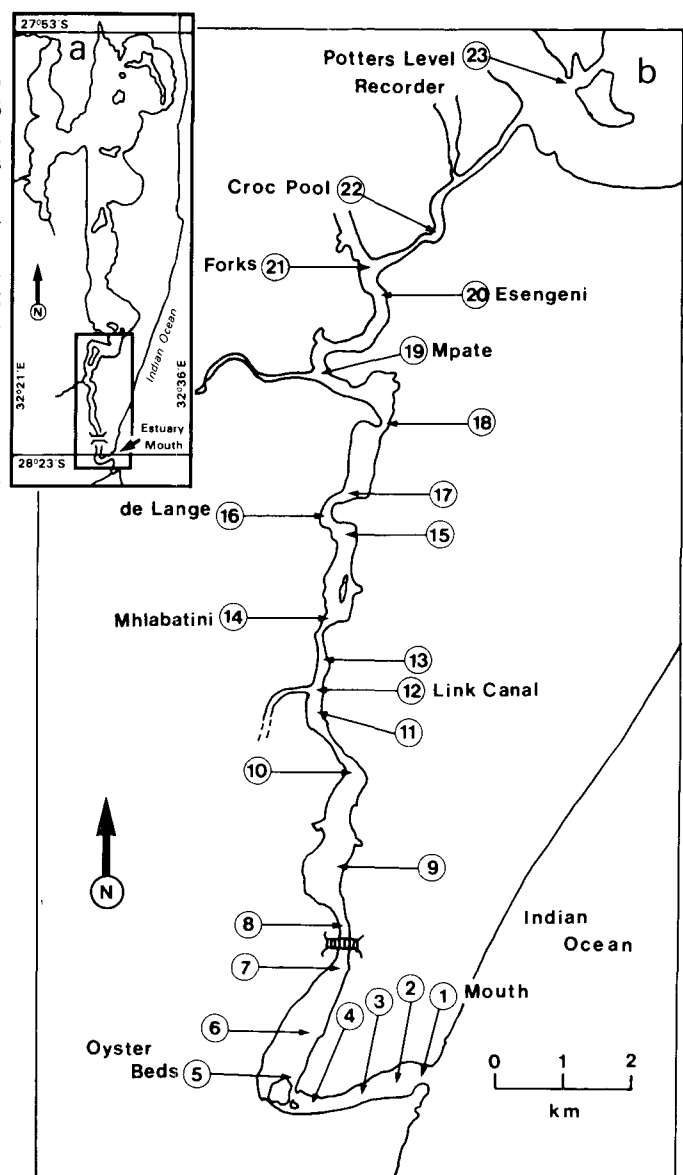 27°53'S
a
N
32°21'E
Indian Ocean
32°36'E
Estuary
Mouth
28°23'S
b
Potters Level 23
Recorder
Croc Pool 22
Forks 21
20 Esengeni
19 Mpate
18
17
de Lange 16
15
Mhlabatini 14
13
12 Link Canal
11
10
N
9
8
Indian
Ocean
7
1 Mouth
2
3
4
6
Oyster
Beds 5
0 1 2
km